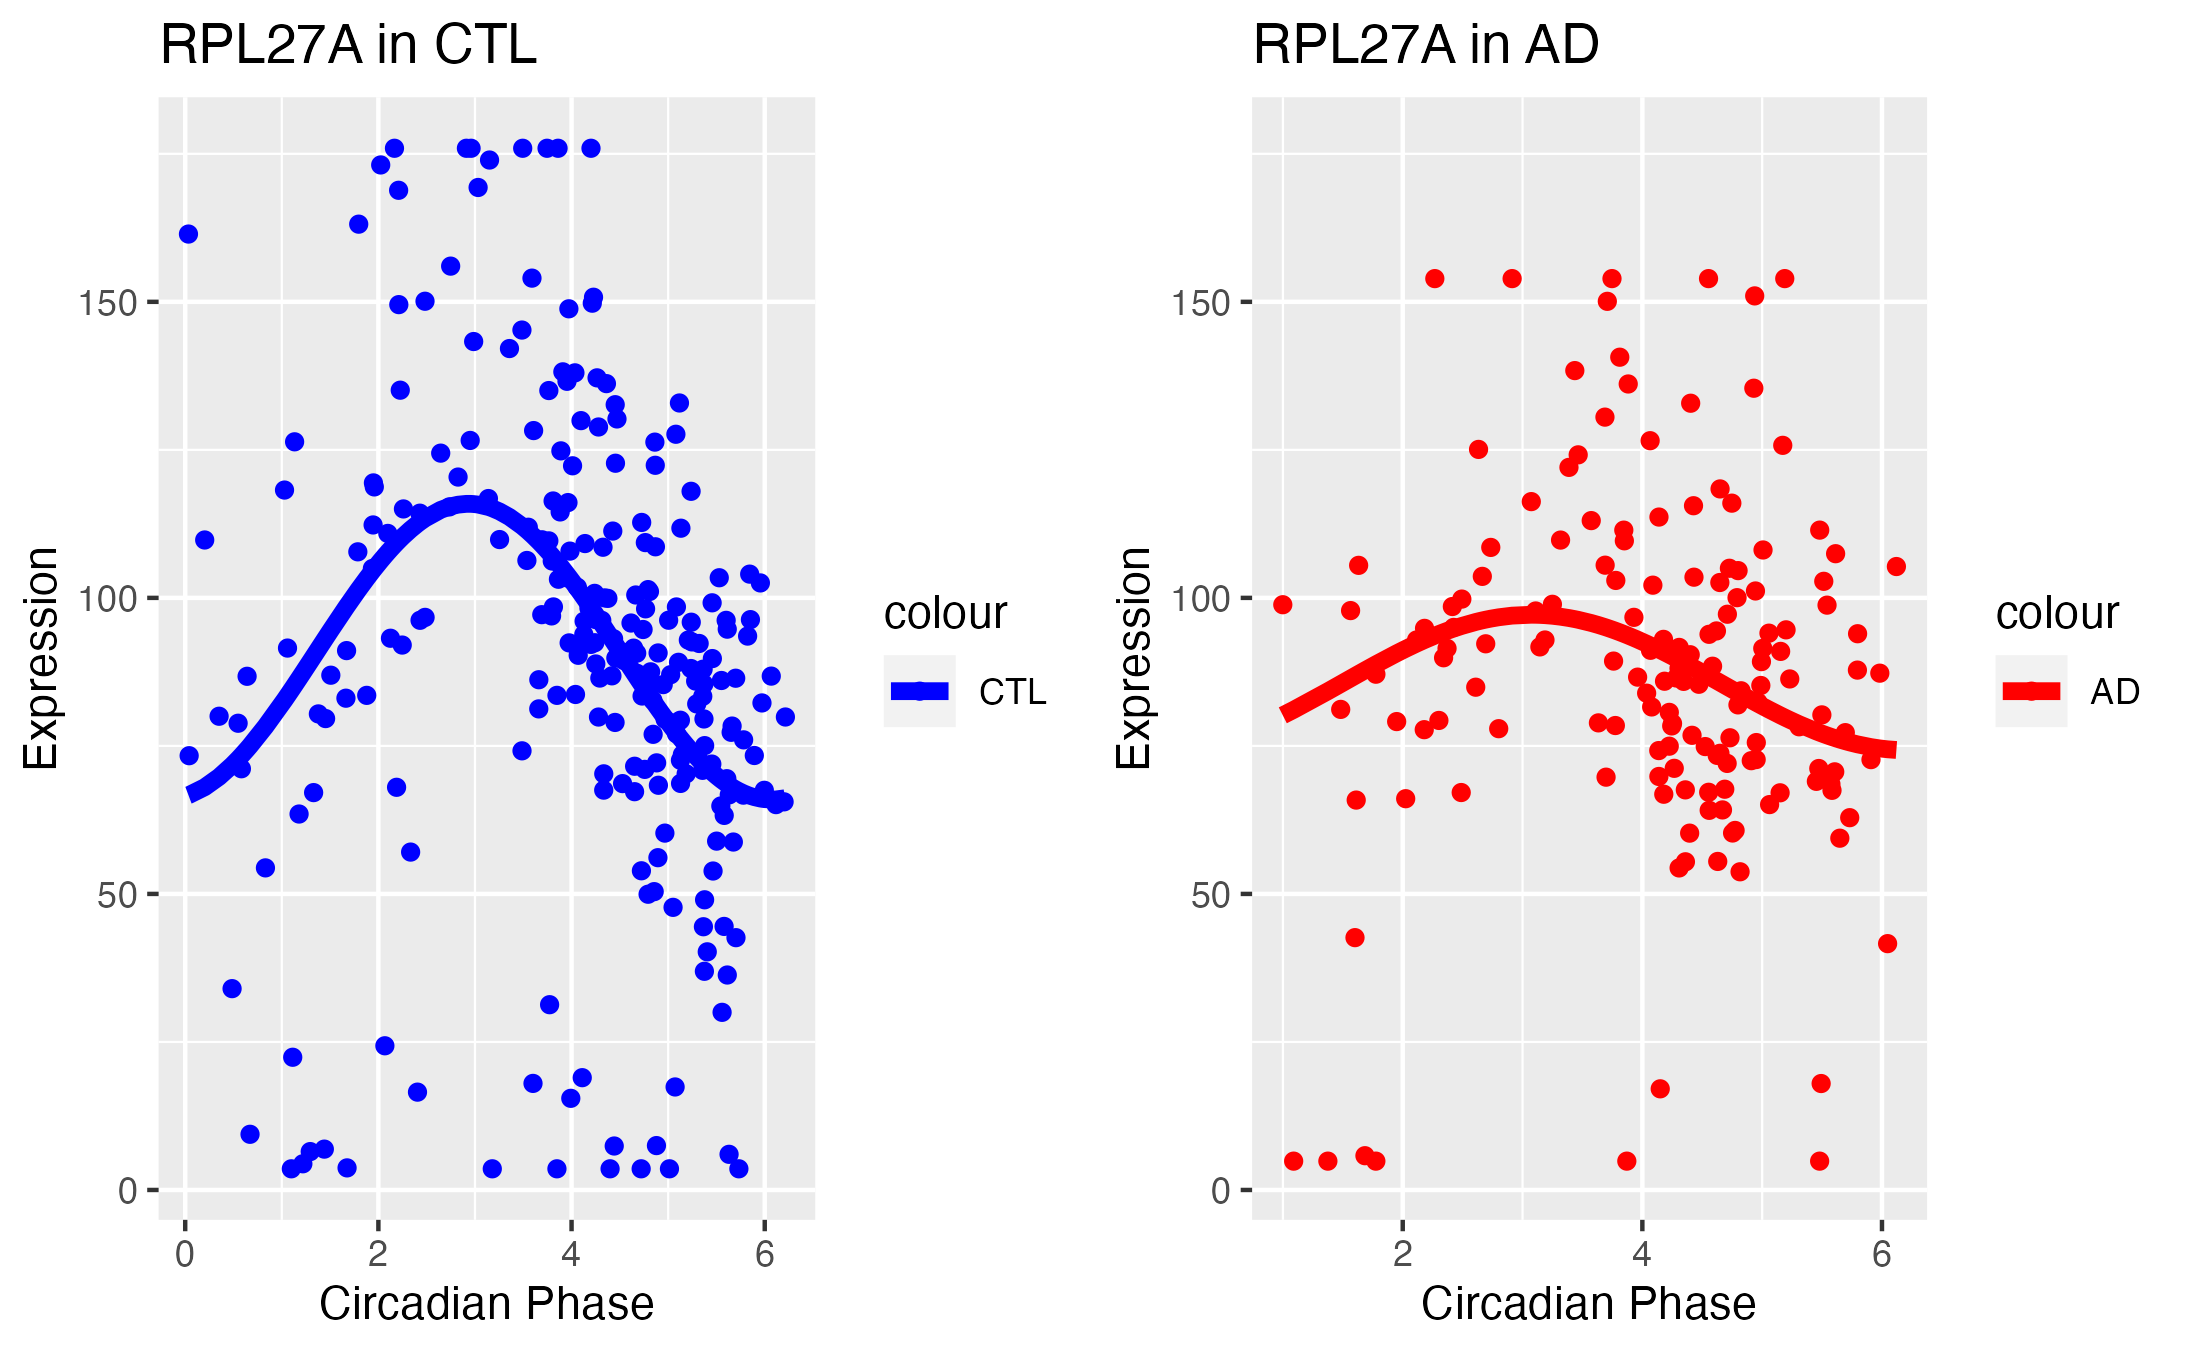 RPL27A in CTL
Expression
150
100
50
0
0 2 4 6
Circadian Phase
colour
CTL
RPL27A in AD
Expression
150
100
50
0
2 4 6
Circadian Phase
colour
AD